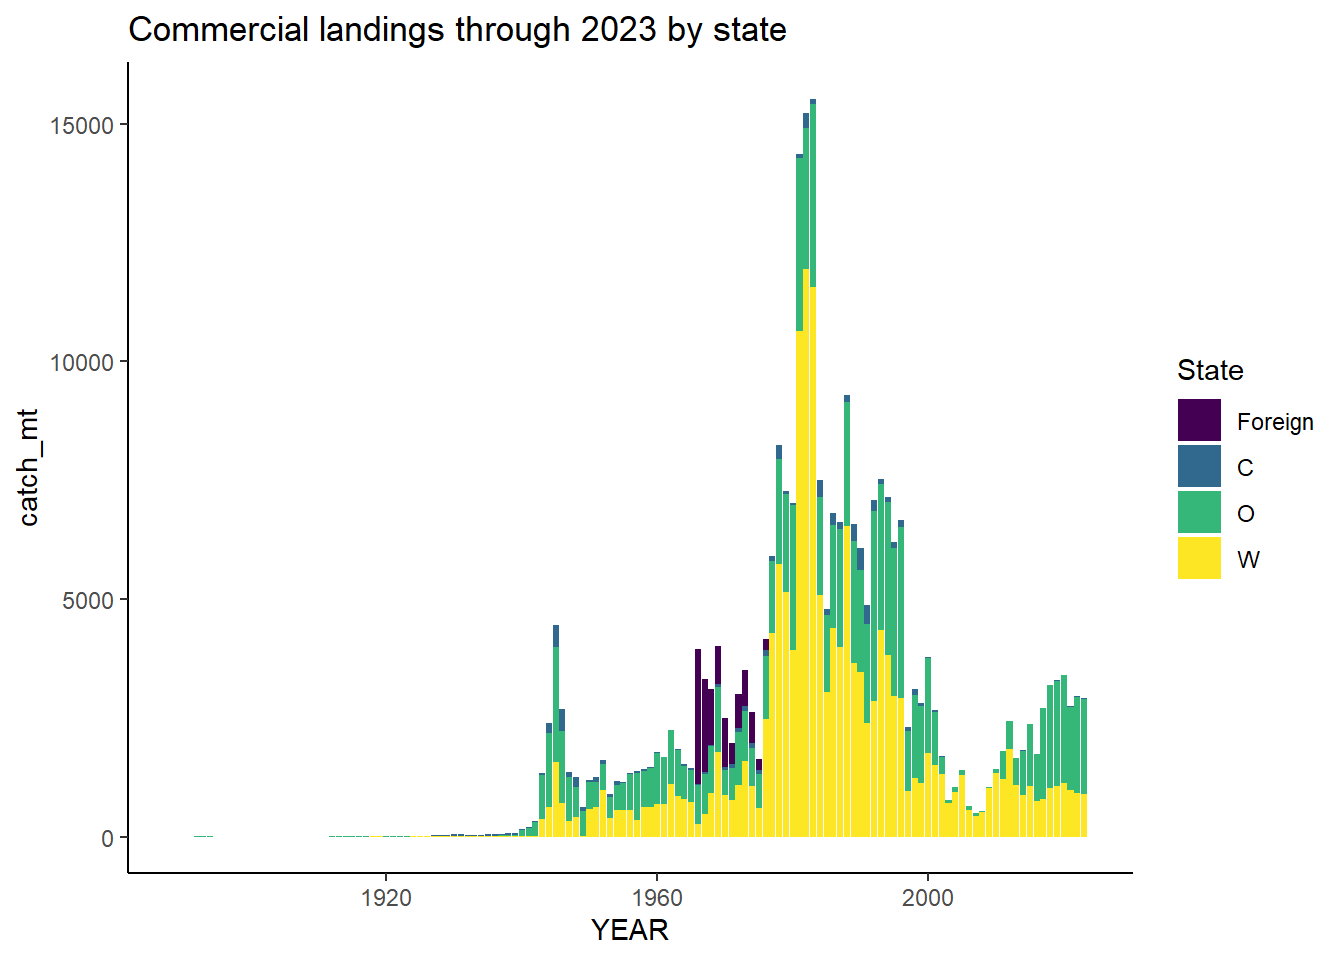 Commercial landings through 2023 by state
15000
10000
5000
0
catch_mt
1920
1960
2000
YEAR
State
Foreign
C
O
W